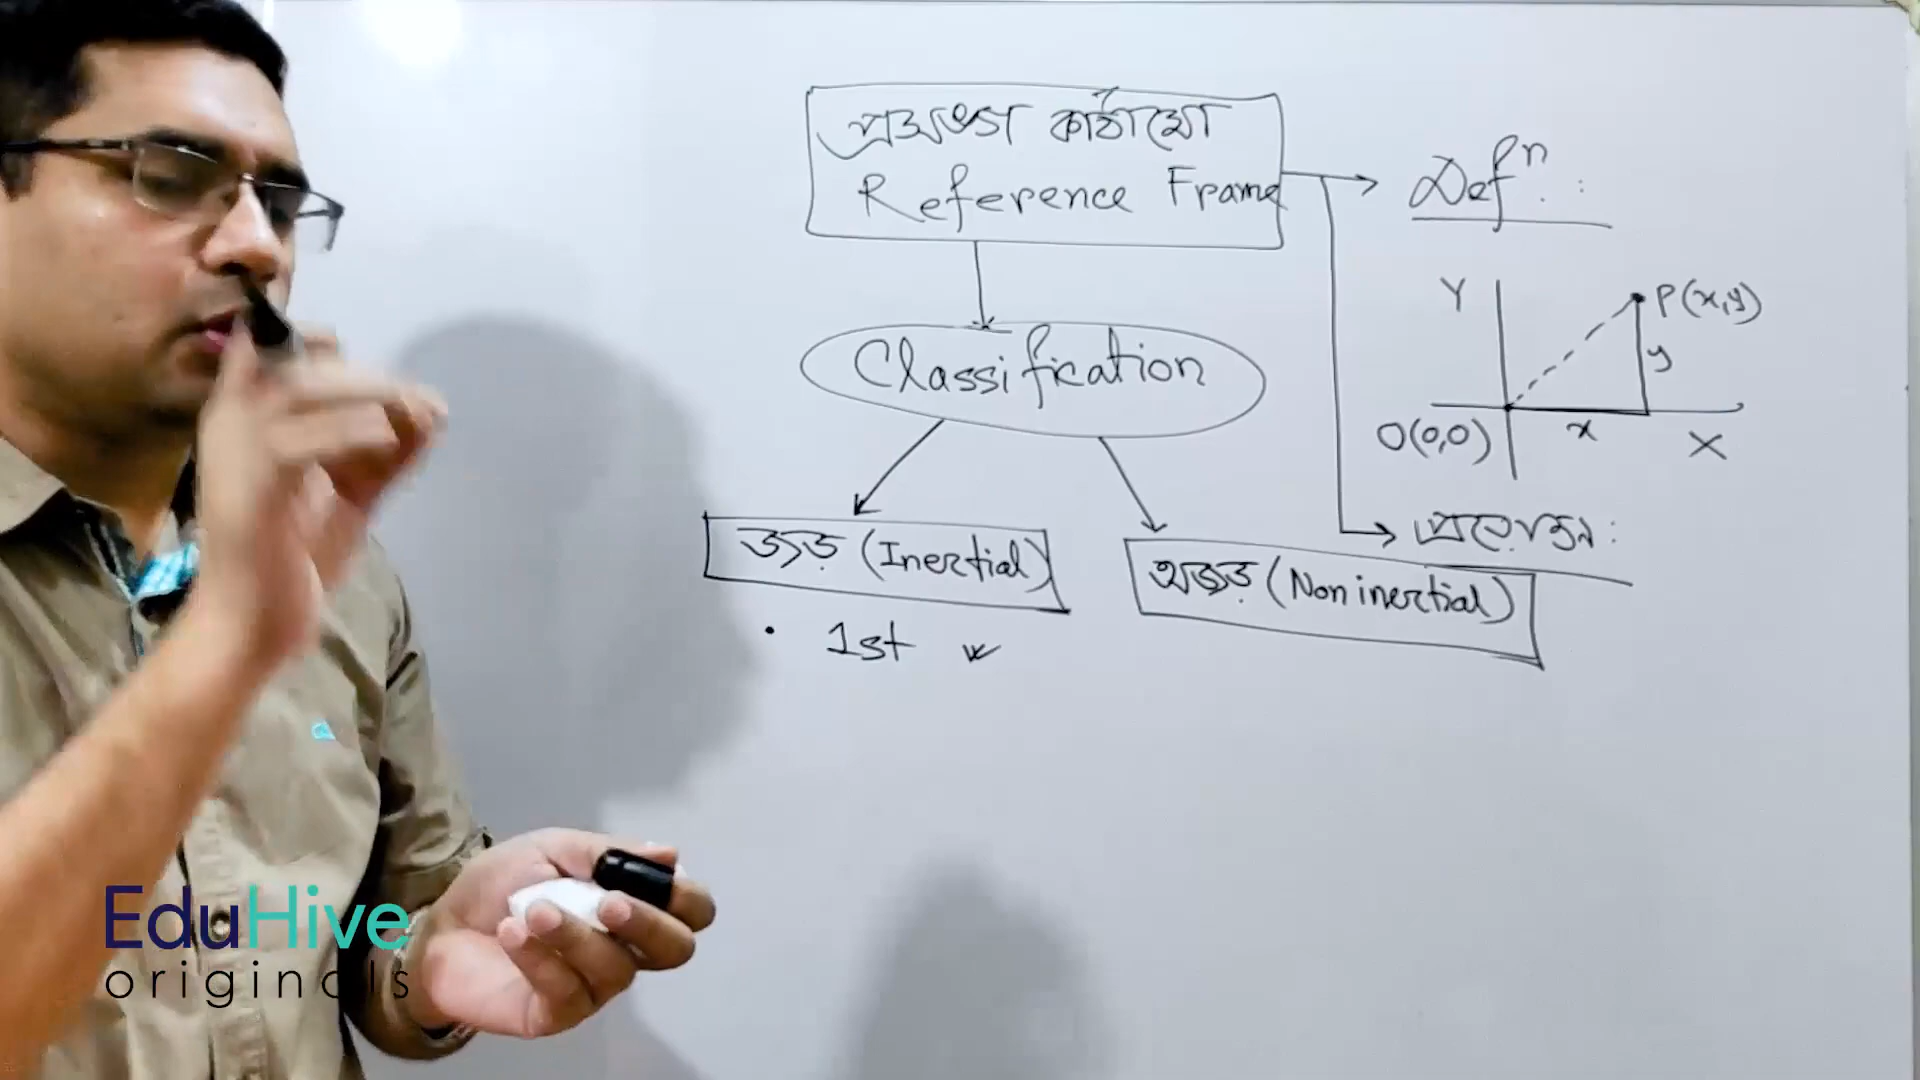 প্রসঙ্গ কাঠামো
Reference Frame
Defⁿ. :
Y
P(x,y)
y
O(0,0)
x
X
Classification
প্রয়োজন :
জড় (Inertial)
অজড় (Non inertial)
• 1st
EduHive
originals